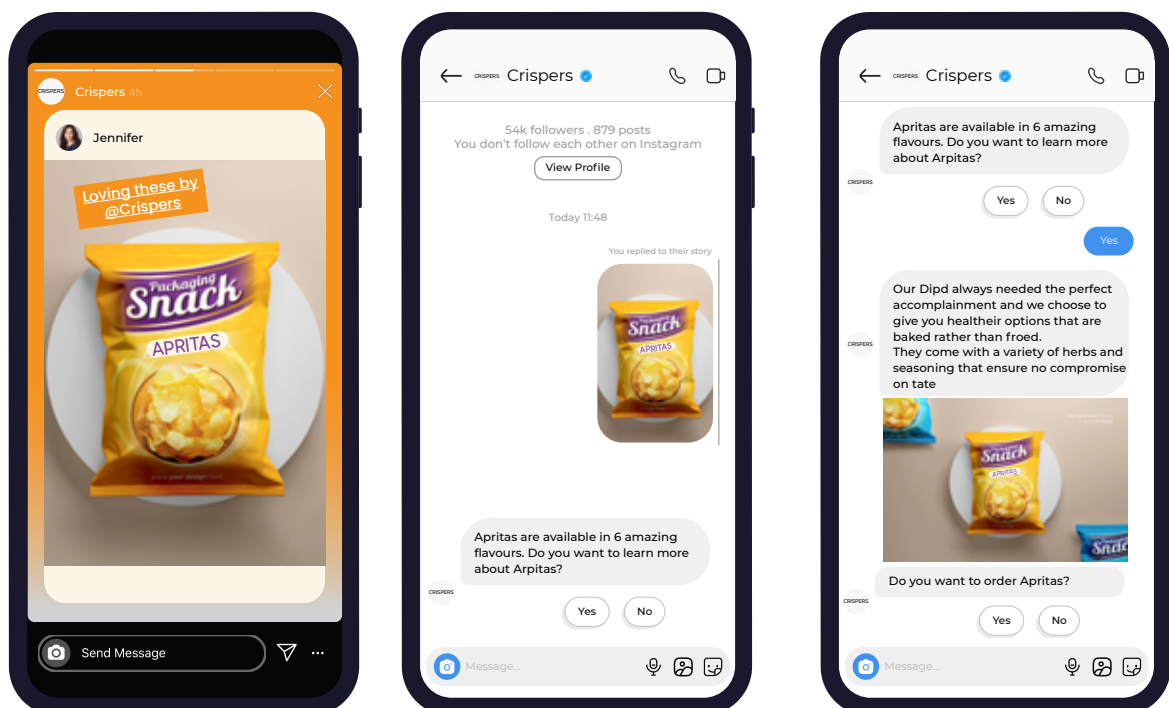 CRISPERS
Crispers 4h
Jennifer
Loving these by
@Crispers
Packaging
Snack
APRITAS
Send Message
CRISPERS
Crispers
54k followers . 879 posts
You don’t follow each other on Instagram
View Profile
Today 11:48
You replied to their story
Packaging
Snack
APRITAS
Apritas are available in 6 amazing
flavours. Do you want to learn more
about Arpitas?
CRISPERS
Yes
No
Message...
CRISPERS
Crispers
Apritas are available in 6 amazing
flavours. Do you want to learn more
about Arpitas?
CRISPERS
Yes
No
Yes
Our Dipd always needed the perfect
accomplainment and we choose to
give you healtheir options that are
baked rather than froed.
They come with a variety of herbs and
seasoning that ensure no compromise
on tate
CRISPERS
Packaging
Snack
APRITAS
Do you want to order Apritas?
CRISPERS
Yes
No
Message...